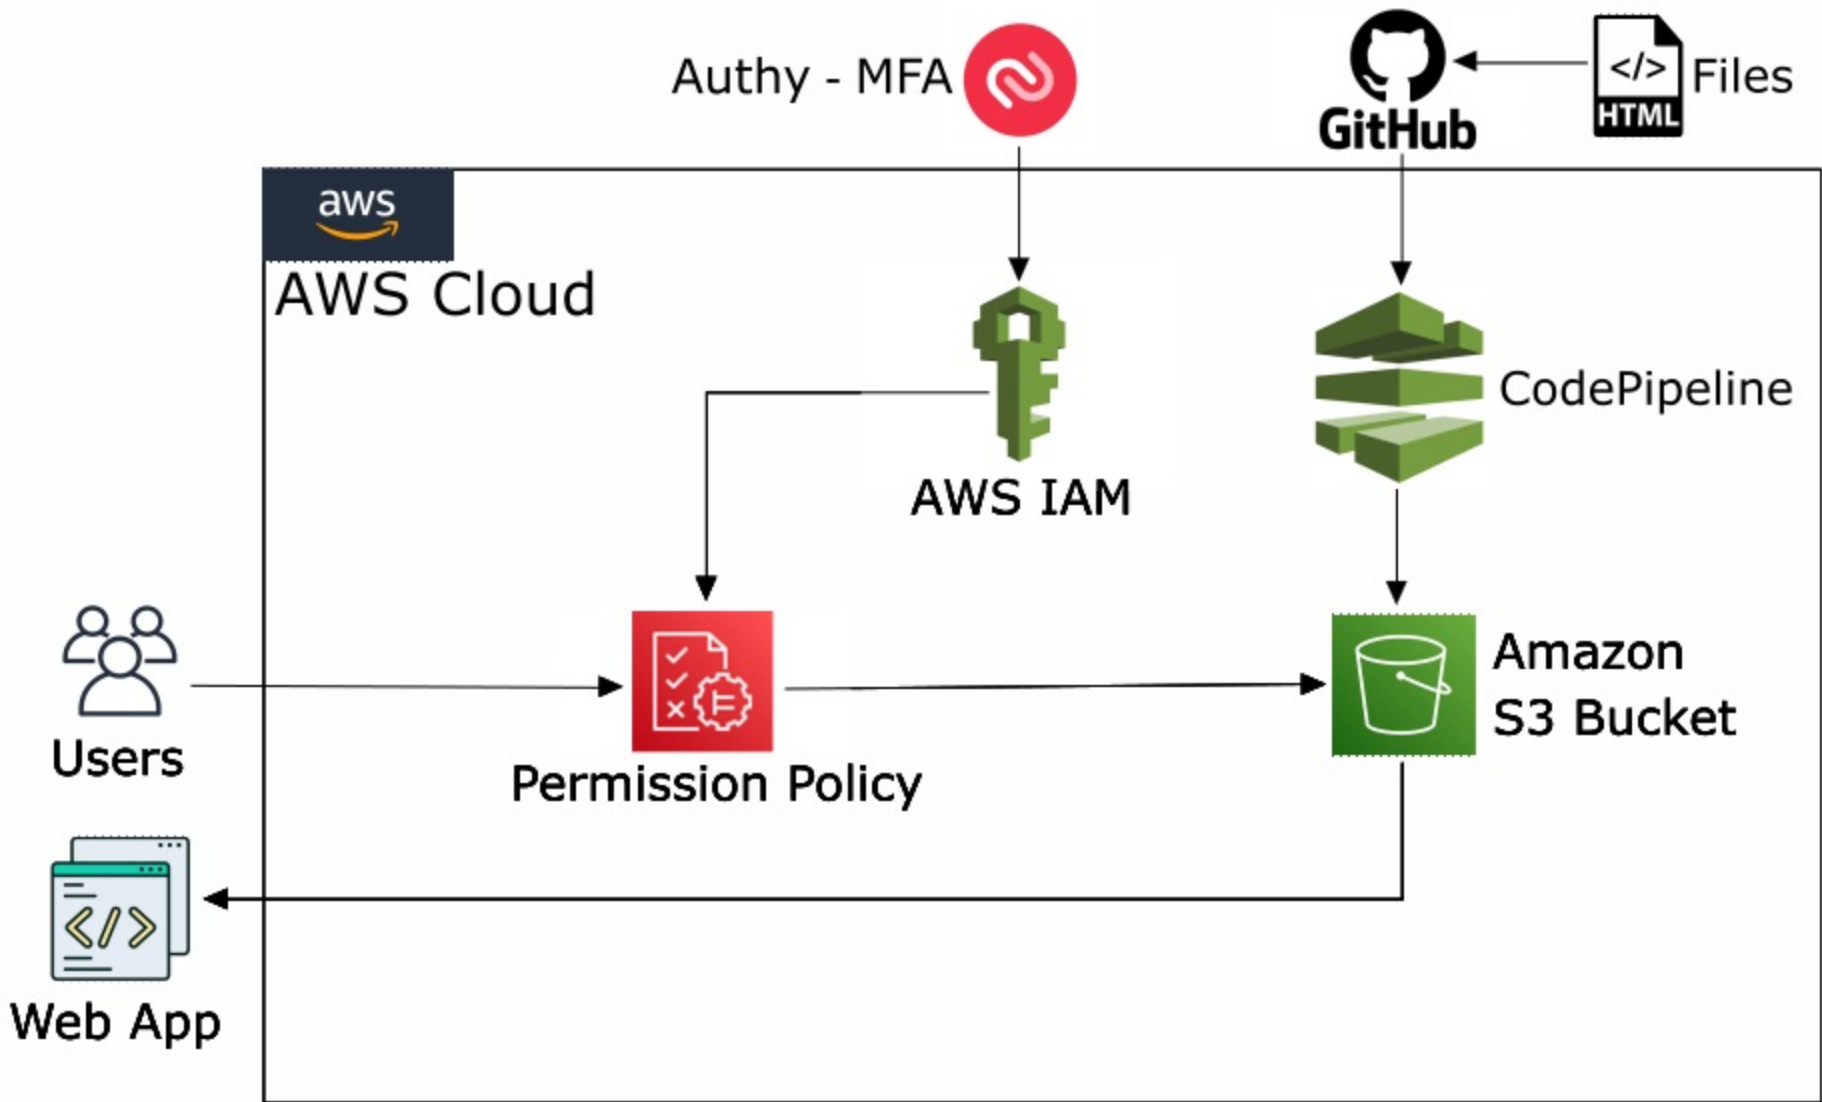 Authy - MFA
GitHub
</>
HTML
Files
aws
AWS Cloud
CodePipeline
AWS IAM
Users
Permission Policy
Amazon
S3 Bucket
</>
Web App